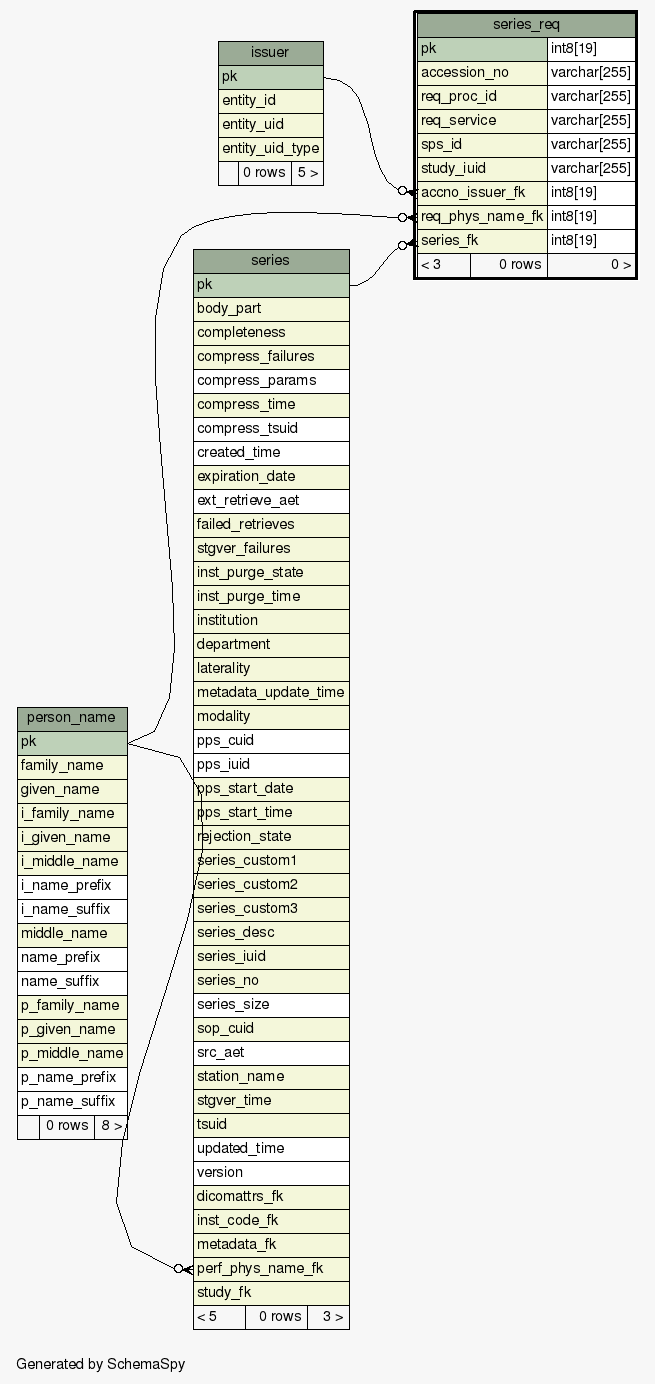 series_req
pk int8[19]
accession_no varchar[255]
req_proc_id varchar[255]
req_service varchar[255]
sps_id varchar[255]
study_iuid varchar[255]
accno_issuer_fk int8[19]
req_phys_name_fk int8[19]
series_fk int8[19]
< 3 0 rows 0 >
issuer
pk
entity_id
entity_uid
entity_uid_type
0 rows 5 >
series
pk
body_part
completeness
compress_failures
compress_params
compress_time
compress_tsuid
created_time
expiration_date
ext_retrieve_aet
failed_retrieves
stgver_failures
inst_purge_state
inst_purge_time
institution
department
laterality
metadata_update_time
modality
pps_cuid
pps_iuid
pps_start_date
pps_start_time
rejection_state
series_custom1
series_custom2
series_custom3
series_desc
series_iuid
series_no
series_size
sop_cuid
src_aet
station_name
stgver_time
tsuid
updated_time
version
dicomattrs_fk
inst_code_fk
metadata_fk
perf_phys_name_fk
study_fk
< 5 0 rows 3 >
person_name
pk
family_name
given_name
i_family_name
i_given_name
i_middle_name
i_name_prefix
i_name_suffix
middle_name
name_prefix
name_suffix
p_family_name
p_given_name
p_middle_name
p_name_prefix
p_name_suffix
0 rows 8 >
Generated by SchemaSpy